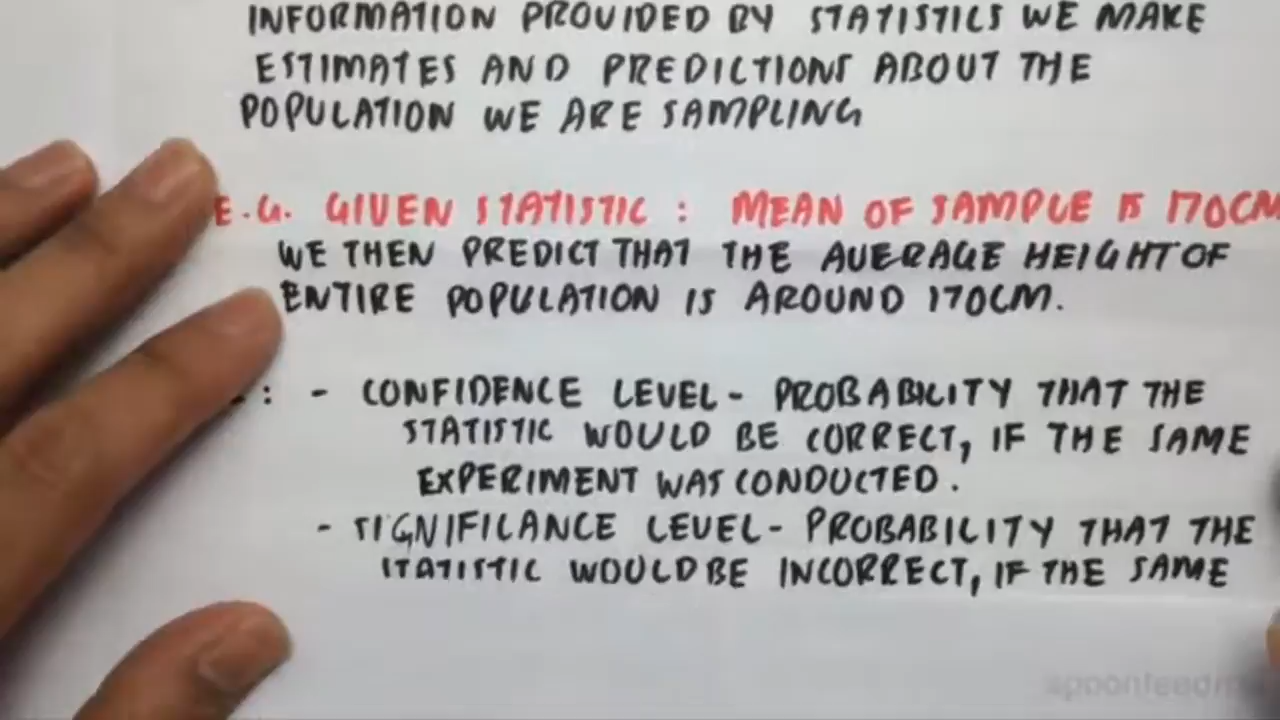 INFORMATION PROVIDED BY STATISTICS WE MAKE
ESTIMATES AND PREDICTIONS ABOUT THE
POPULATION WE ARE SAMPLING
E.G. GIVEN STATISTIC : MEAN OF SAMPLE IS 170CM
WE THEN PREDICT THAT THE AVERAGE HEIGHT OF
ENTIRE POPULATION IS AROUND 170CM.
: - CONFIDENCE LEVEL - PROBABILITY THAT THE
STATISTIC WOULD BE CORRECT, IF THE SAME
EXPERIMENT WAS CONDUCTED.
- SIGNIFICANCE LEVEL - PROBABILITY THAT THE
STATISTIC WOULD BE INCORRECT, IF THE SAME